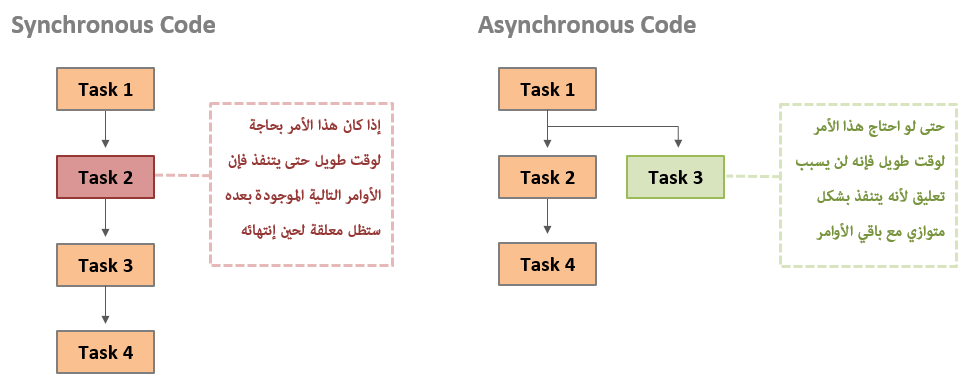 Synchronous Code
Task 1
Task 2
Task 3
Task 4
إذا كان هذا الأمر بحاجة
لوقت طويل حتى يتنفذ فإن
الأوامر التالية الموجودة بعده
ستظل معلقة لحين إنتهائه
Asynchronous Code
Task 1
Task 2
Task 3
Task 4
حتى لو احتاج هذا الأمر
لوقت طويل فإنه لن يسبب
تعليق لأنه يتنفذ بشكل
متوازي مع باقي الأوامر